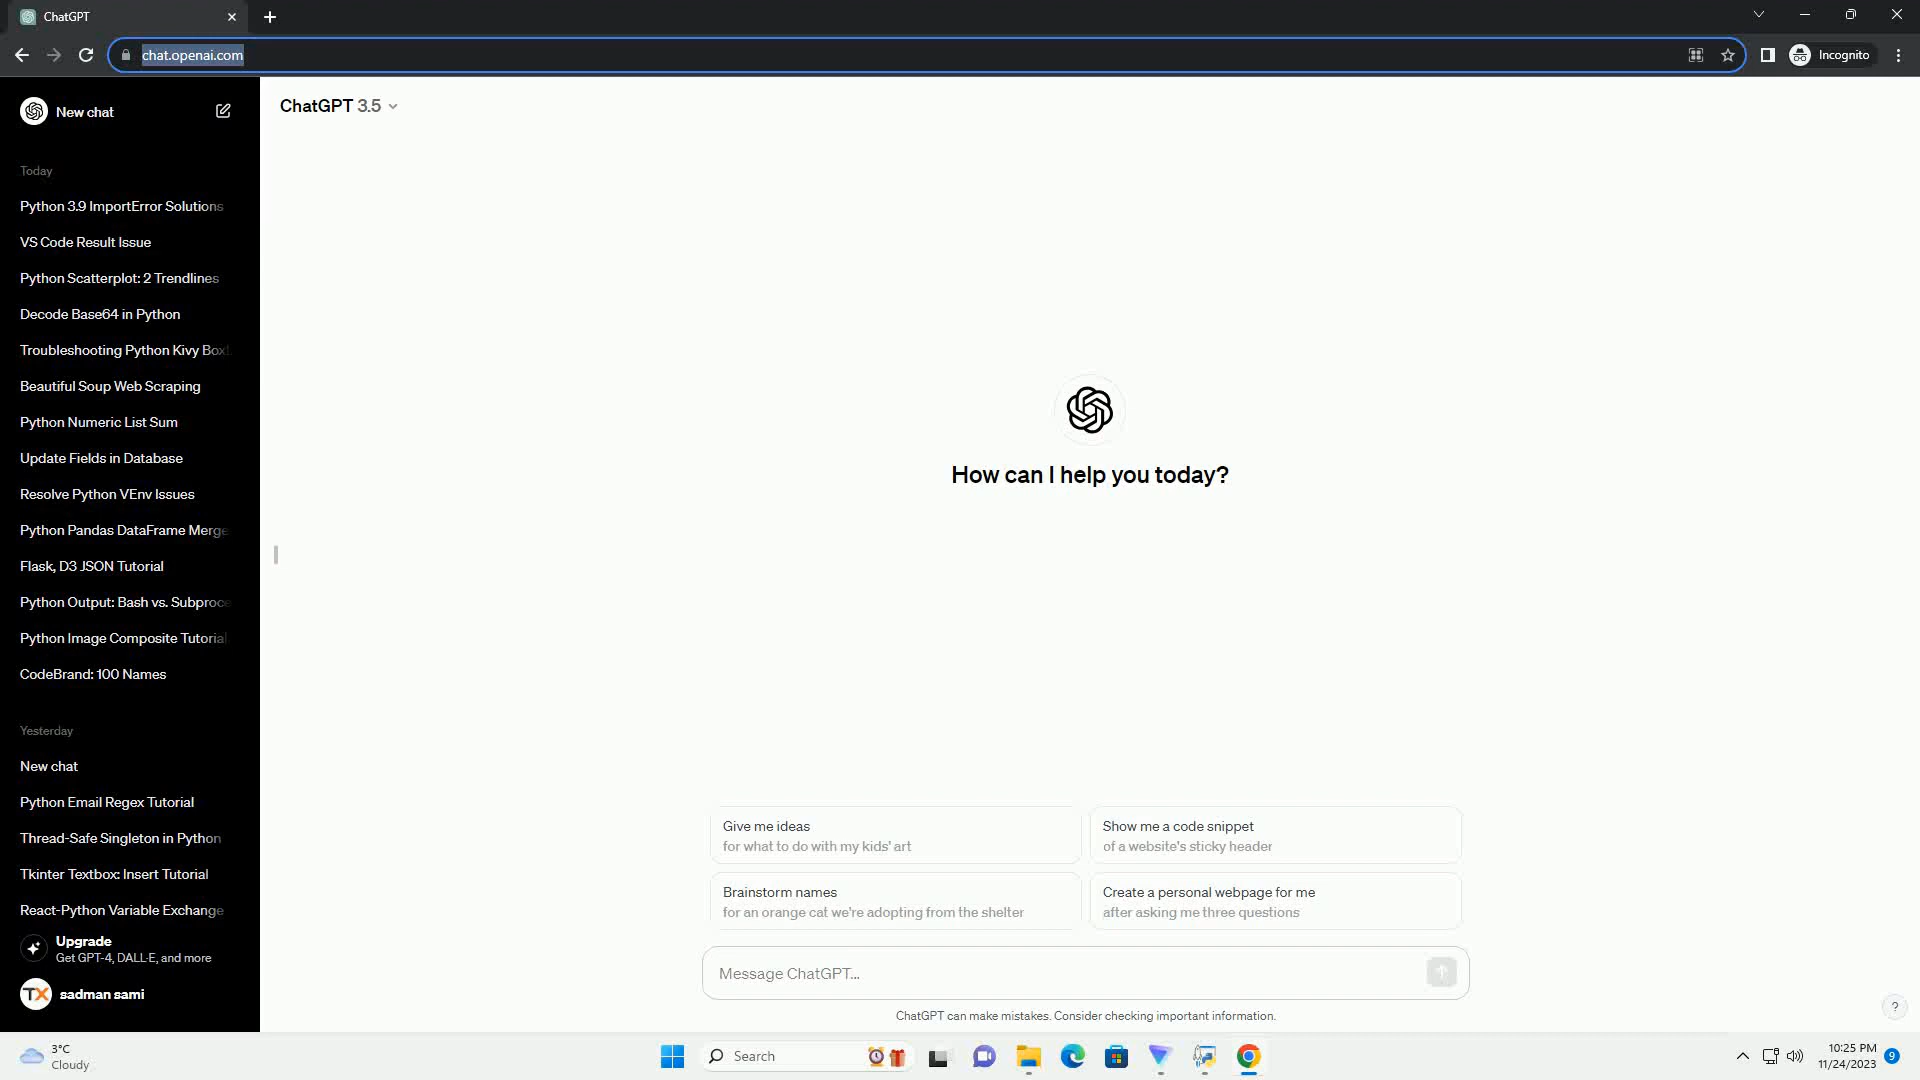 ChatGPT
chat.openai.com
Incognito
New chat
ChatGPT 3.5
Today
Python 3.9 ImportError Solutions
VS Code Result Issue
Python Scatterplot: 2 Trendlines
Decode Base64 in Python
Troubleshooting Python Kivy Box
Beautiful Soup Web Scraping
Python Numeric List Sum
Update Fields in Database
Resolve Python VEnv Issues
Python Pandas DataFrame Merge
Flask, D3 JSON Tutorial
Python Output: Bash vs. Subproce
Python Image Composite Tutorial
CodeBrand: 100 Names
Yesterday
New chat
Python Email Regex Tutorial
Thread-Safe Singleton in Python
Tkinter Textbox: Insert Tutorial
React-Python Variable Exchange
Upgrade
Get GPT-4, DALL·E, and more
TX sadman sami
How can I help you today?
Give me ideas
for what to do with my kids' art
Show me a code snippet
of a website's sticky header
Brainstorm names
for an orange cat we're adopting from the shelter
Create a personal webpage for me
after asking me three questions
Message ChatGPT...
ChatGPT can make mistakes. Consider checking important information.
?
3°C
Cloudy
Search
10:25 PM
11/24/2023
9